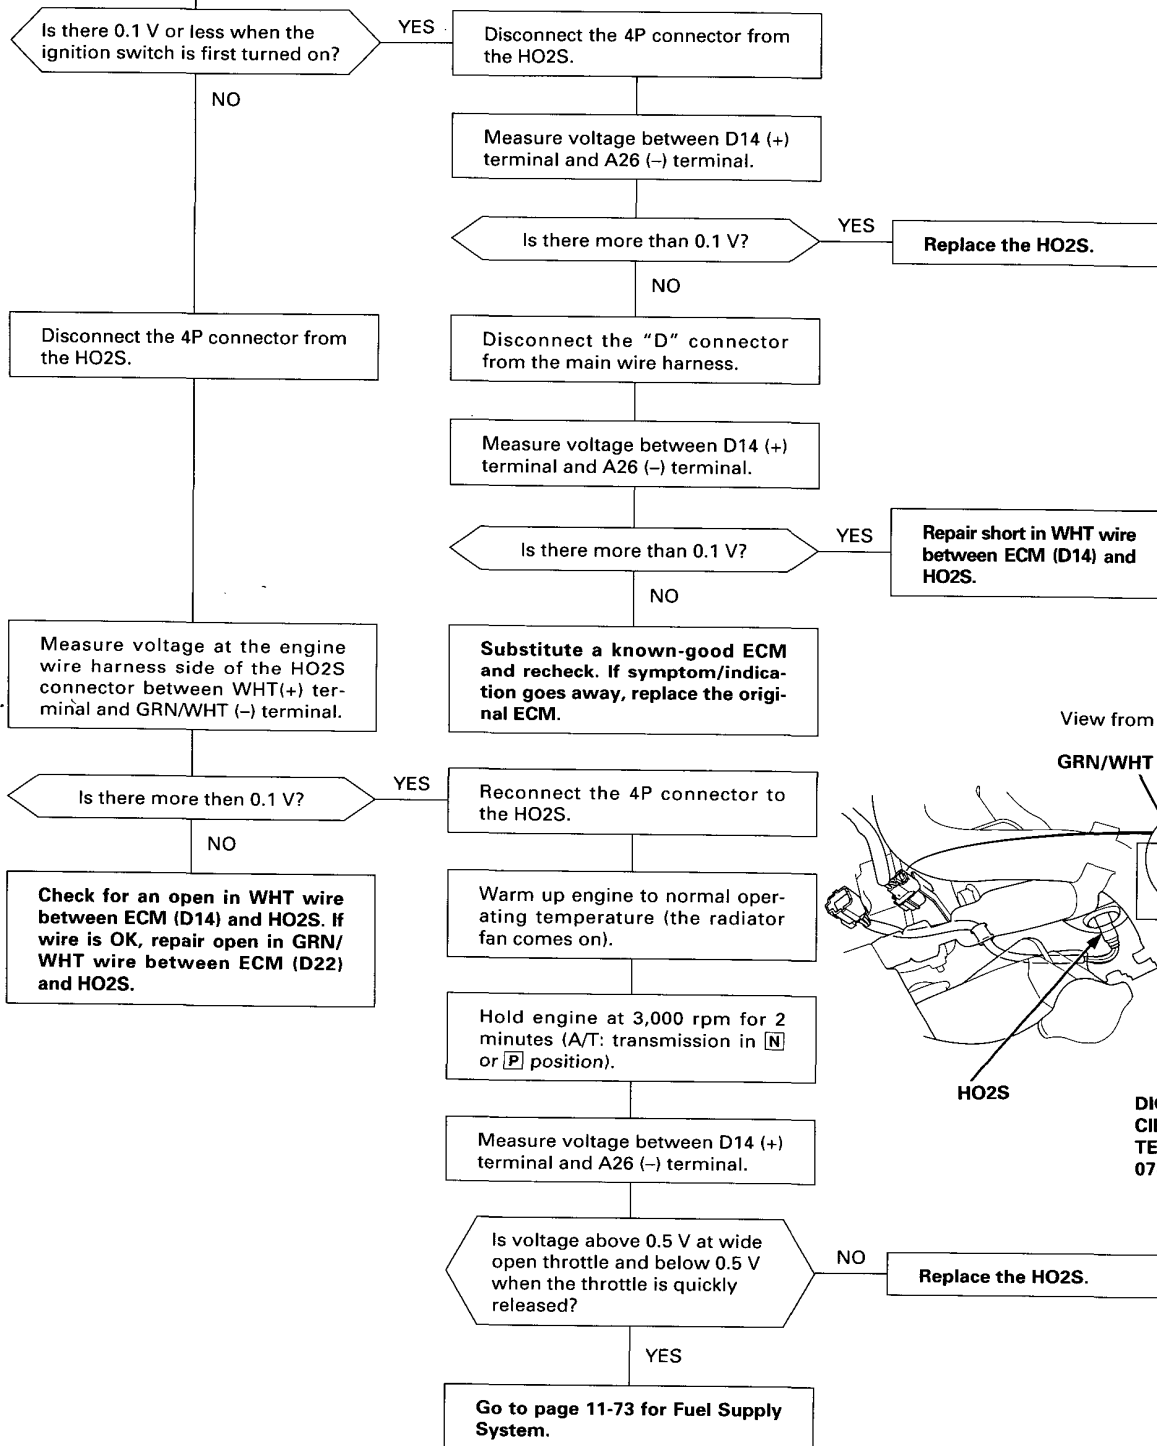 Is there 0.1 V or less when the
ignition switch is first turned on?
YES
Disconnect the 4P connector from
the HO2S.
NO
Measure voltage between D14 (+)
terminal and A26 (–) terminal.
Is there more than 0.1 V?
YES
Replace the HO2S.
NO
Disconnect the 4P connector from
the HO2S.
Disconnect the "D" connector
from the main wire harness.
Measure voltage between D14 (+)
terminal and A26 (–) terminal.
Is there more than 0.1 V?
YES
Repair short in WHT wire
between ECM (D14) and
HO2S.
NO
Measure voltage at the engine
wire harness side of the HO2S
connector between WHT(+) ter-
minal and GRN/WHT (–) terminal.
Substitute a known-good ECM
and recheck. If symptom/indica-
tion goes away, replace the origi-
nal ECM.
View from
GRN/WHT
Is there more then 0.1 V?
YES
Reconnect the 4P connector to
the HO2S.
NO
Check for an open in WHT wire
between ECM (D14) and HO2S. If
wire is OK, repair open in GRN/
WHT wire between ECM (D22)
and HO2S.
Warm up engine to normal oper-
ating temperature (the radiator
fan comes on).
Hold engine at 3,000 rpm for 2
minutes (A/T: transmission in N
or P position).
HO2S
DIG
CII
TE
07
Measure voltage between D14 (+)
terminal and A26 (–) terminal.
Is voltage above 0.5 V at wide
open throttle and below 0.5 V
when the throttle is quickly
released?
NO
Replace the HO2S.
YES
Go to page 11-73 for Fuel Supply
System.